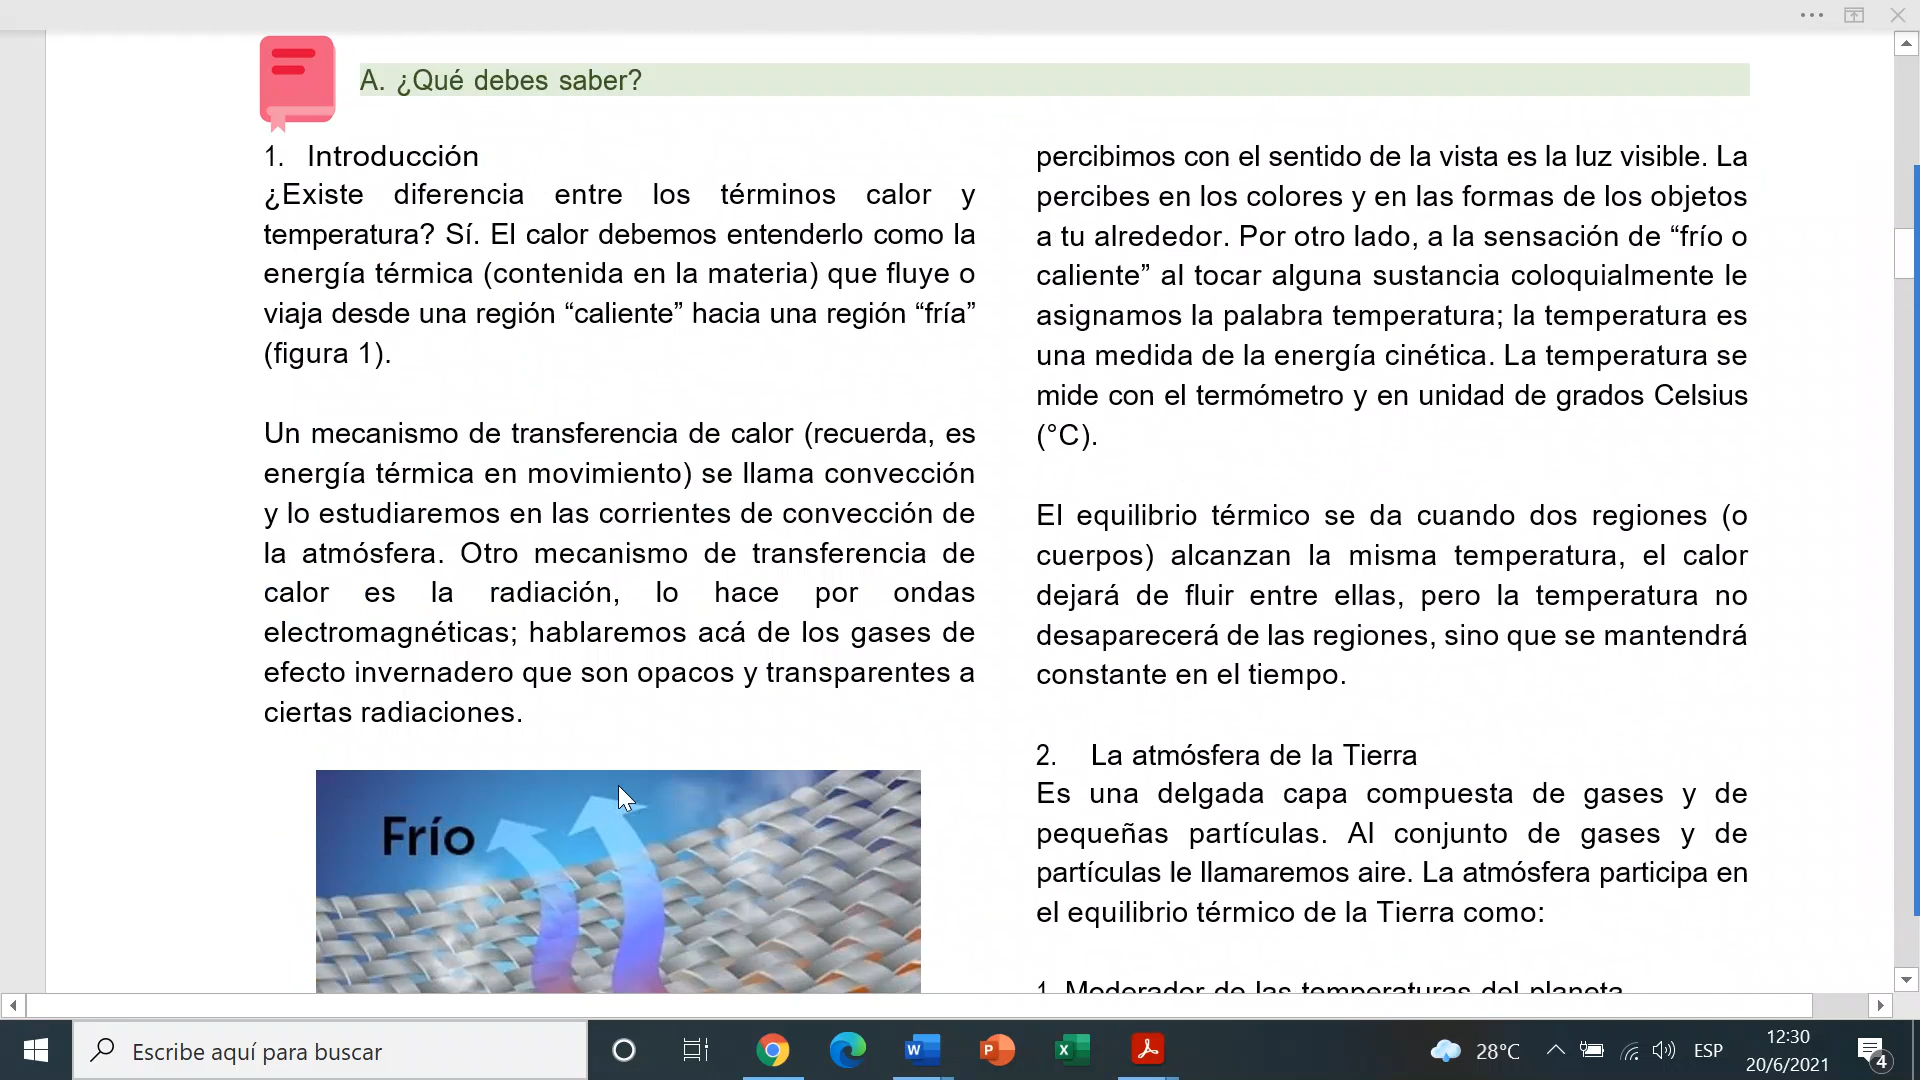 A. ¿Qué debes saber?
1. Introducción
¿Existe diferencia entre los términos calor y
temperatura? Sí. El calor debemos entenderlo como la
energía térmica (contenida en la materia) que fluye o
viaja desde una región “caliente” hacia una región “fría”
(figura 1).
Un mecanismo de transferencia de calor (recuerda, es
energía térmica en movimiento) se llama convección
y lo estudiaremos en las corrientes de convección de
la atmósfera. Otro mecanismo de transferencia de
calor es la radiación, lo hace por ondas
electromagnéticas; hablaremos acá de los gases de
efecto invernadero que son opacos y transparentes a
ciertas radiaciones.
Frío
percibimos con el sentido de la vista es la luz visible. La
percibes en los colores y en las formas de los objetos
a tu alrededor. Por otro lado, a la sensación de “frío o
caliente” al tocar alguna sustancia coloquialmente le
asignamos la palabra temperatura; la temperatura es
una medida de la energía cinética. La temperatura se
mide con el termómetro y en unidad de grados Celsius
(°C).
El equilibrio térmico se da cuando dos regiones (o
cuerpos) alcanzan la misma temperatura, el calor
dejará de fluir entre ellas, pero la temperatura no
desaparecerá de las regiones, sino que se mantendrá
constante en el tiempo.
2. La atmósfera de la Tierra
Es una delgada capa compuesta de gases y de
pequeñas partículas. Al conjunto de gases y de
partículas le llamaremos aire. La atmósfera participa en
el equilibrio térmico de la Tierra como:
1. Moderador de las temperaturas del planeta
Escribe aquí para buscar
28°C
ESP
12:30
20/6/2021
4